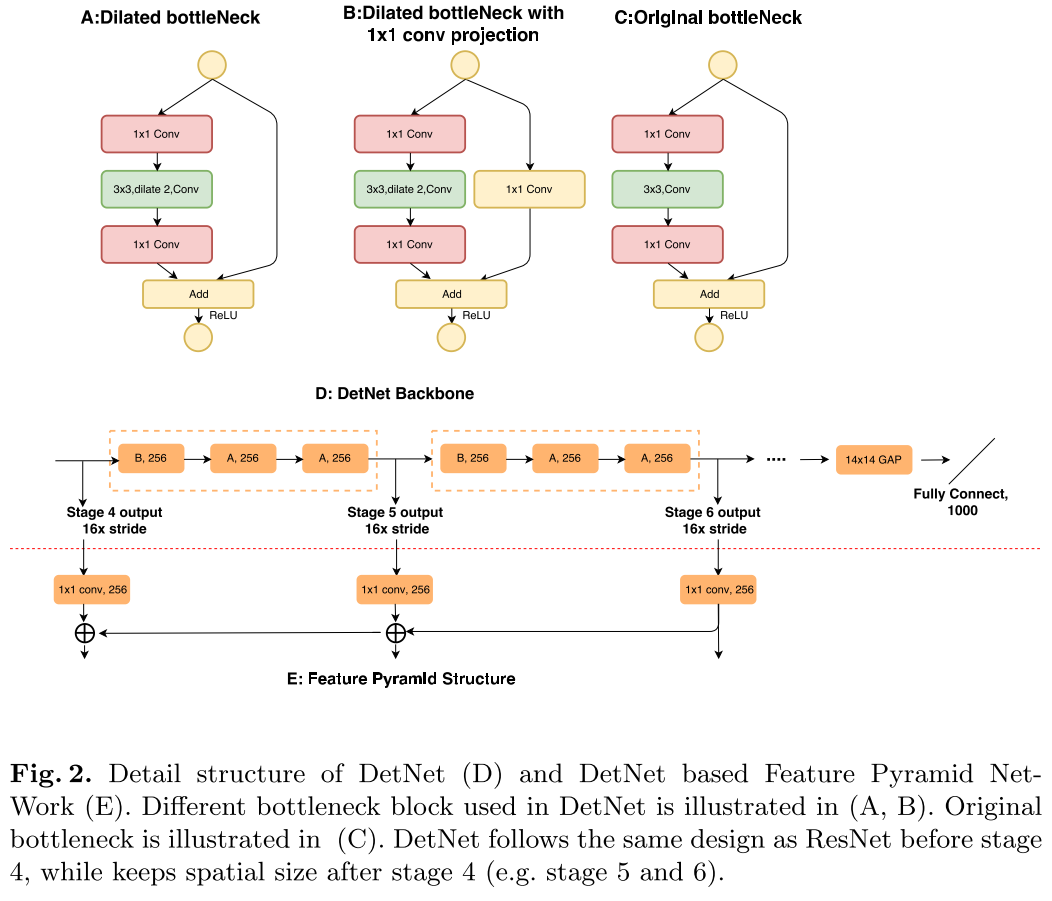 A:Dilated bottleNeck
B:Dilated bottleNeck with
1x1 conv projection
C:Original bottleNeck
1x1 Conv
3x3,dilate 2,Conv
1x1 Conv
Add
ReLU
1x1 Conv
3x3,dilate 2,Conv
1x1 Conv
1x1 Conv
Add
ReLU
1x1 Conv
3x3,Conv
1x1 Conv
Add
ReLU
D: DetNet Backbone
B, 256
A, 256
A, 256
B, 256
A, 256
A, 256
....
14x14 GAP
Fully Connect,
1000
Stage 4 output
16x stride
Stage 5 output
16x stride
Stage 6 output
16x stride
1x1 conv, 256
1x1 conv, 256
1x1 conv, 256
E: Feature Pyramid Structure
Fig. 2. Detail structure of DetNet (D) and DetNet based Feature Pyramid Net-
Work (E). Different bottleneck block used in DetNet is illustrated in (A, B). Original
bottleneck is illustrated in (C). DetNet follows the same design as ResNet before stage
4, while keeps spatial size after stage 4 (e.g. stage 5 and 6).